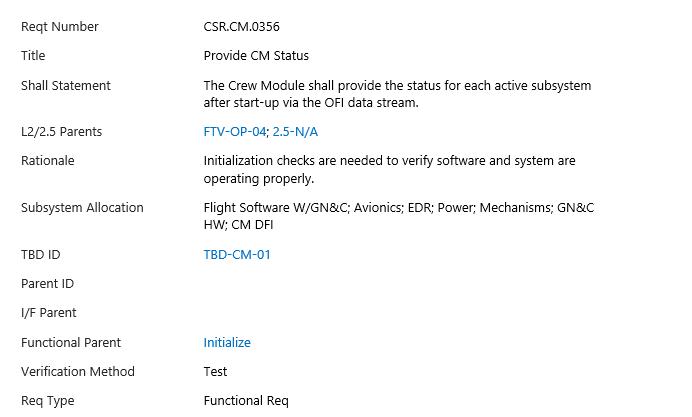 Reqt Number CSR.CM.0356
Title Provide CM Status
Shall Statement The Crew Module shall provide the status for each active subsystem
after start-up via the OFI data stream.
L2/2.5 Parents FTV-OP-04; 2.5-N/A
Rationale Initialization checks are needed to verify software and system are
operating properly.
Subsystem Allocation Flight Software W/GN&C; Avionics; EDR; Power; Mechanisms; GN&C
HW; CM DFI
TBD ID TBD-CM-01
Parent ID
I/F Parent
Functional Parent Initialize
Verification Method Test
Req Type Functional Req